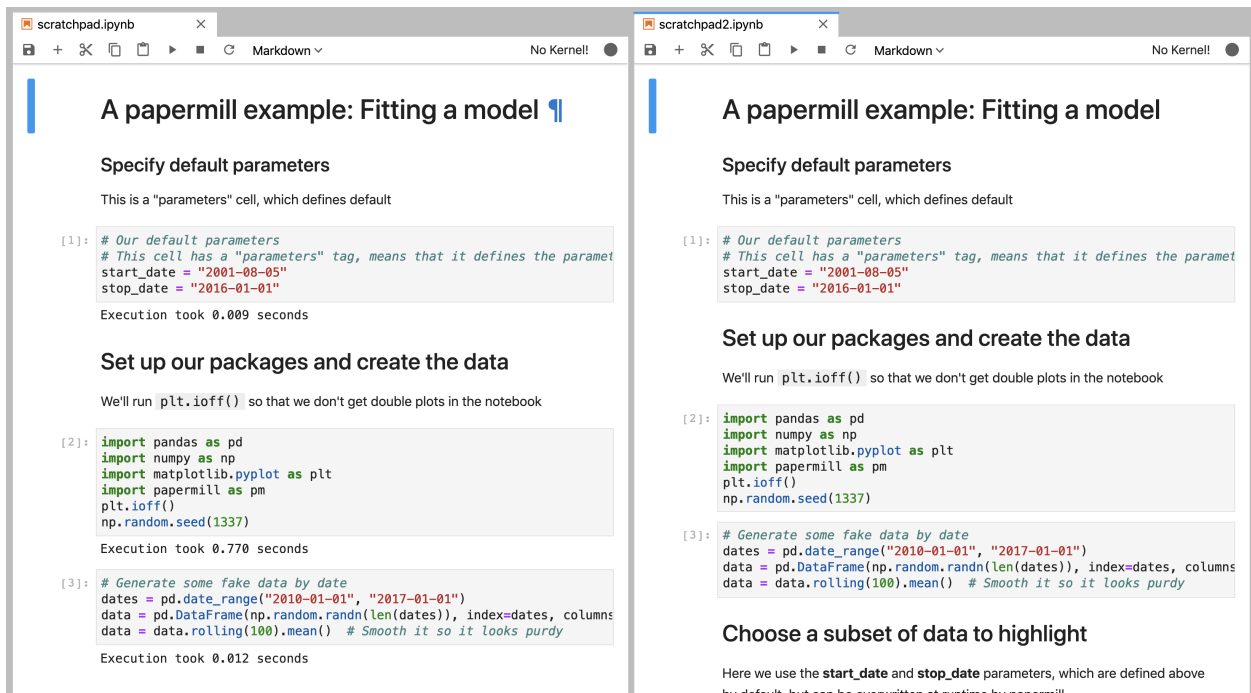 scratchpad.ipynb
Markdown
No Kernel!
A papermill example: Fitting a model ¶
Specify default parameters
This is a "parameters" cell, which defines default
[1]:
# Our default parameters
# This cell has a "parameters" tag, means that it defines the paramet
start_date = "2001-08-05"
stop_date = "2016-01-01"
Execution took 0.009 seconds
Set up our packages and create the data
We'll run plt.ioff() so that we don't get double plots in the notebook
[2]:
import pandas as pd
import numpy as np
import matplotlib.pyplot as plt
import papermill as pm
plt.ioff()
np.random.seed(1337)
Execution took 0.770 seconds
[3]:
# Generate some fake data by date
dates = pd.date_range("2010-01-01", "2017-01-01")
data = pd.DataFrame(np.random.randn(len(dates)), index=dates, columns
data = data.rolling(100).mean()  # Smooth it so it looks purdy
Execution took 0.012 seconds
scratchpad2.ipynb
Markdown
No Kernel!
A papermill example: Fitting a model
Specify default parameters
This is a "parameters" cell, which defines default
[1]:
# Our default parameters
# This cell has a "parameters" tag, means that it defines the paramet
start_date = "2001-08-05"
stop_date = "2016-01-01"
Set up our packages and create the data
We'll run plt.ioff() so that we don't get double plots in the notebook
[2]:
import pandas as pd
import numpy as np
import matplotlib.pyplot as plt
import papermill as pm
plt.ioff()
np.random.seed(1337)
[3]:
# Generate some fake data by date
dates = pd.date_range("2010-01-01", "2017-01-01")
data = pd.DataFrame(np.random.randn(len(dates)), index=dates, columns
data = data.rolling(100).mean()  # Smooth it so it looks purdy
Choose a subset of data to highlight
Here we use the start_date and stop_date parameters, which are defined above
by default, but can be overwritten at runtime by papermill.